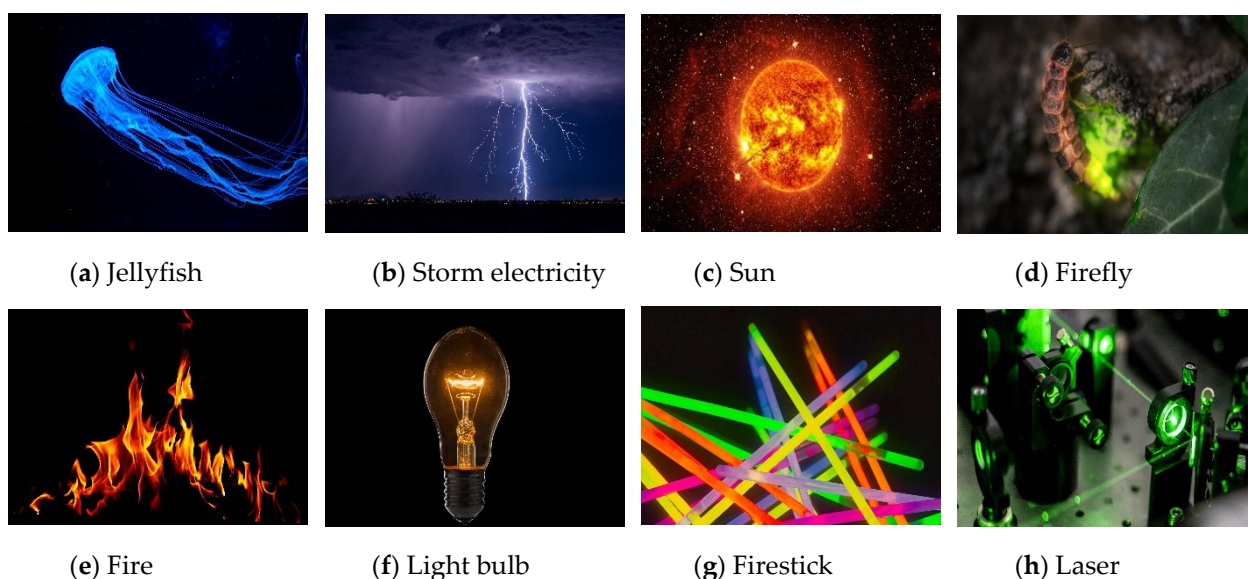 (a) Jellyfish
(b) Storm electricity
(c) Sun
(d) Firefly
(e) Fire
(f) Light bulb
(g) Firestick
(h) Laser